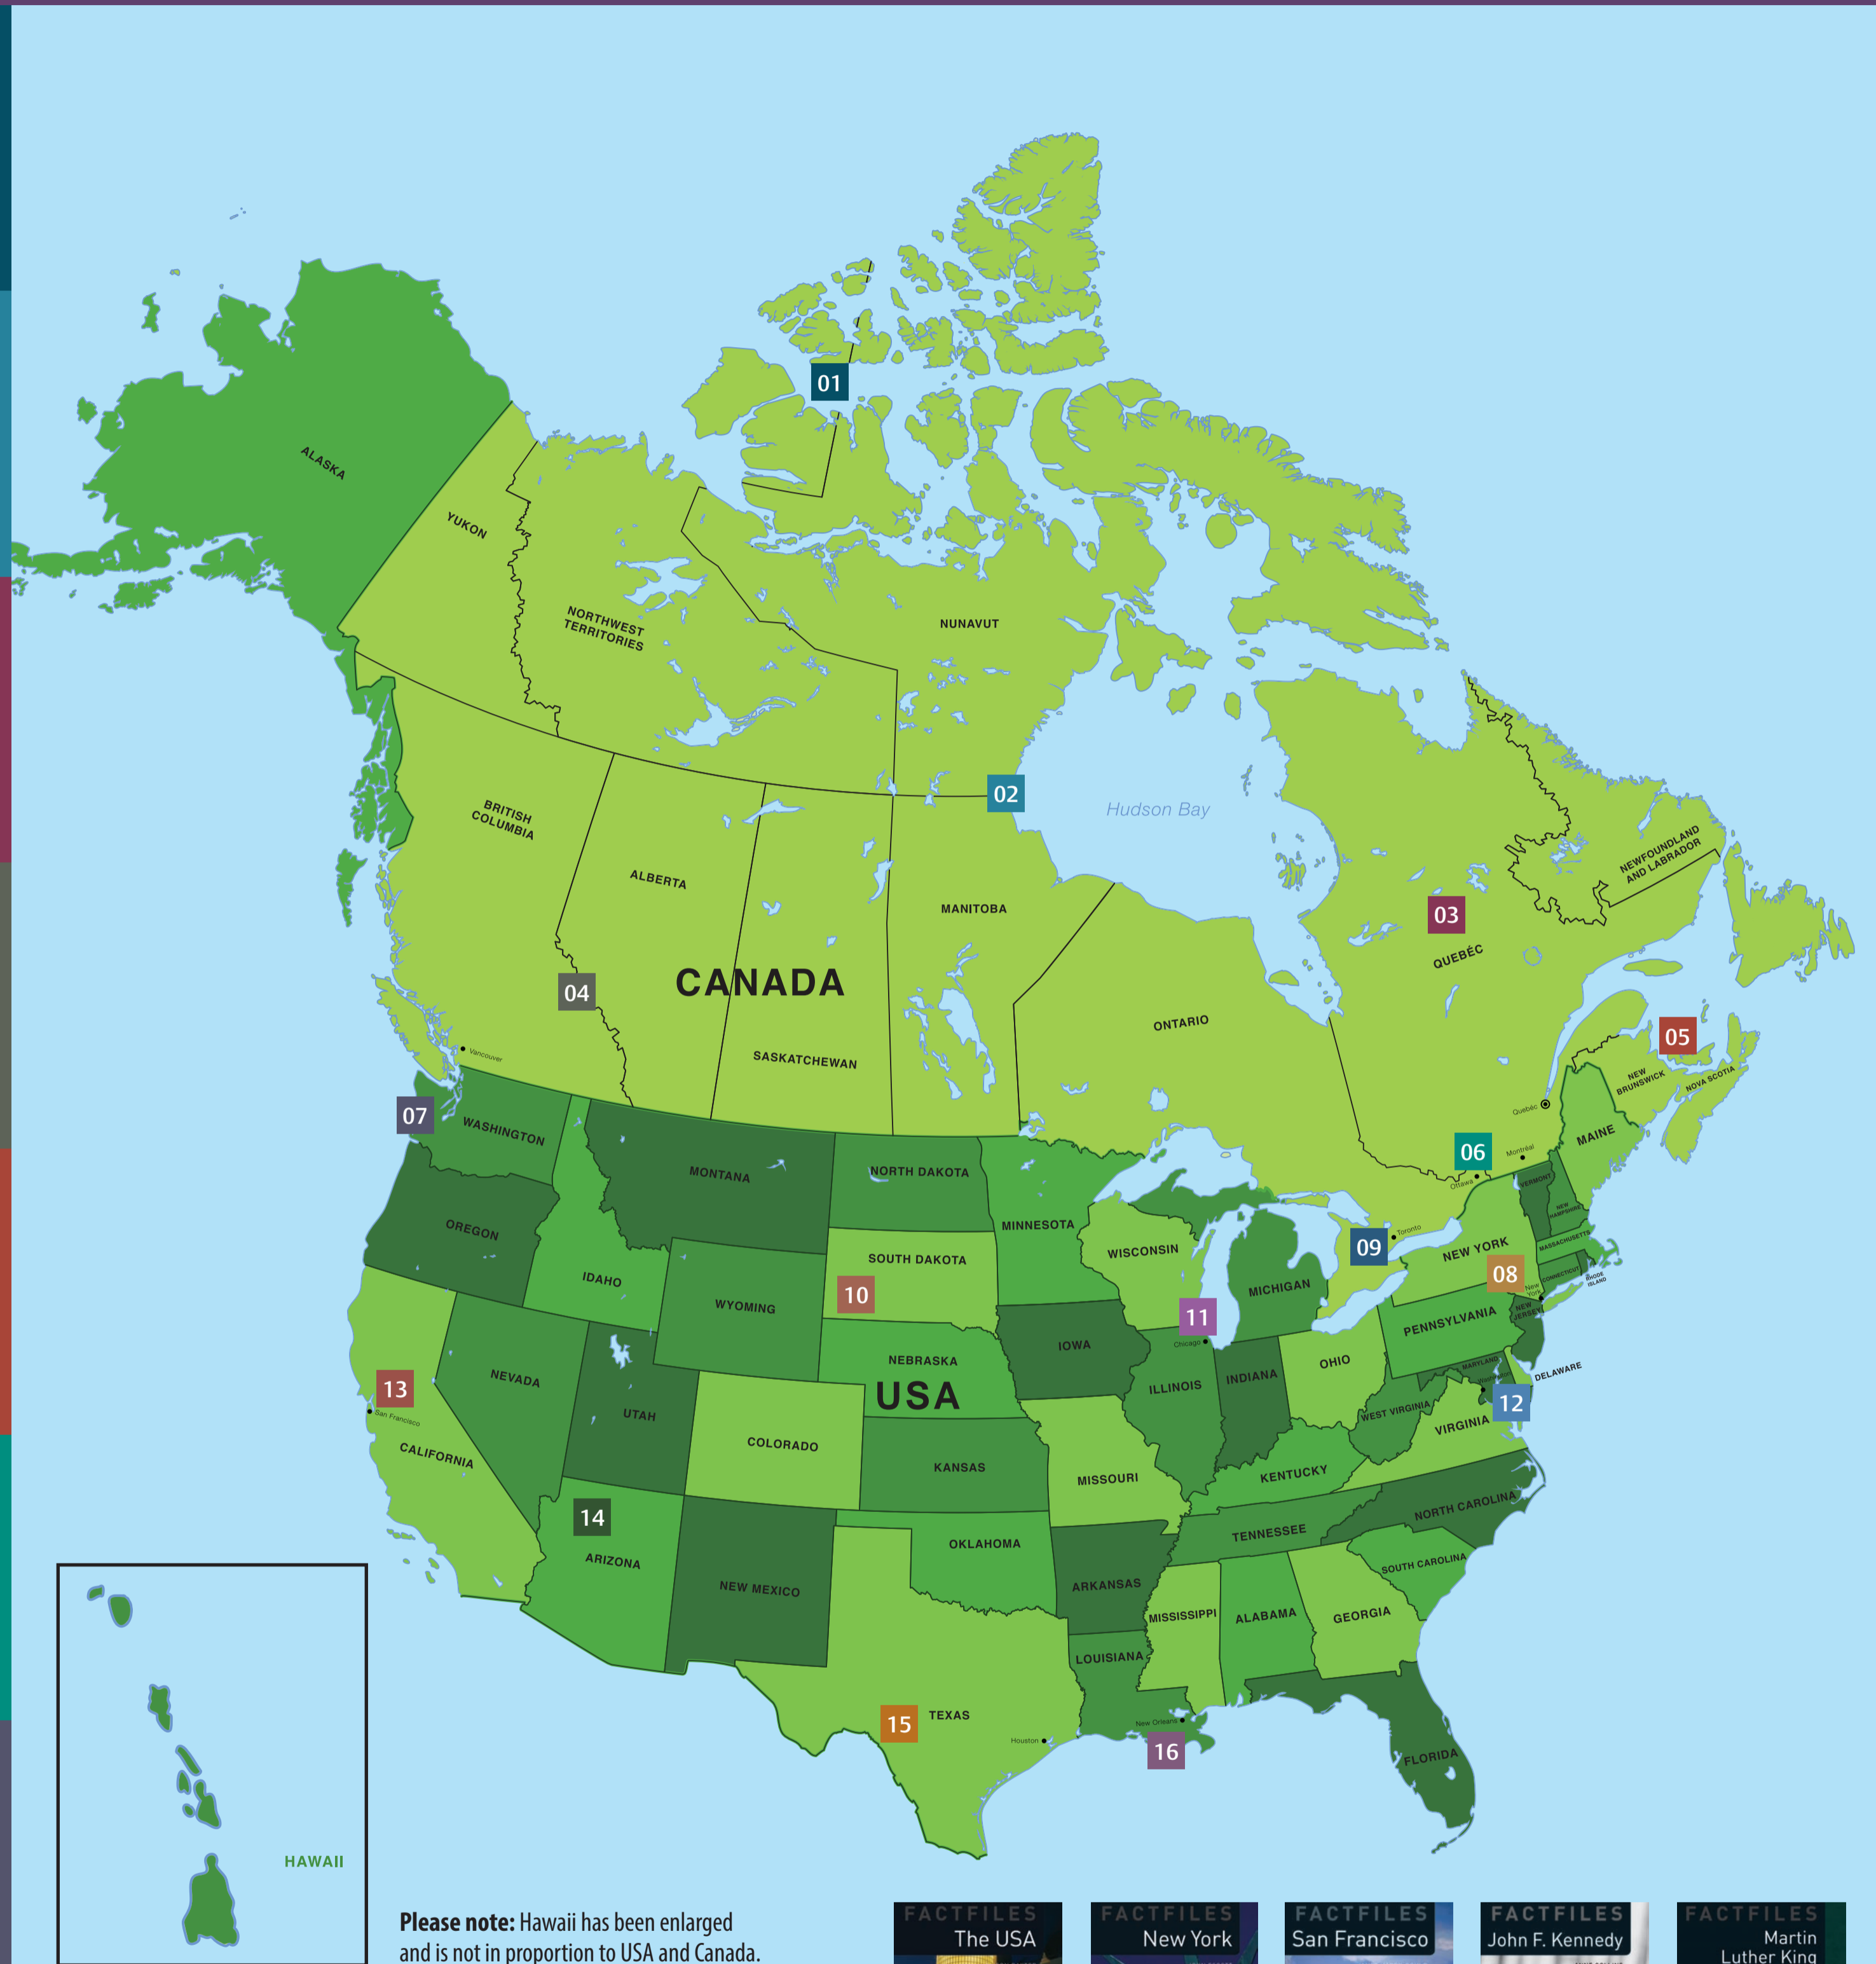 01
ALASKA
YUKON
NORTHWEST
TERRITORIES
NUNAVUT
02
Hudson Bay
BRITISH
COLUMBIA
ALBERTA
MANITOBA
NEWFOUNDLAND
AND LABRADOR
03
QUEBÉC
04
CANADA
ONTARIO
05
SASKATCHEWAN
Vancouver
NEW
BRUNSWICK
NOVA SCOTIA
Quebéc
07
WASHINGTON
MAINE
06
Montréal
Ottawa
MONTANA
NORTH DAKOTA
VERMONT
NEW
HAMPSHIRE
OREGON
MINNESOTA
WISCONSIN
Toronto
09
NEW YORK
MASSACHUSETTS
SOUTH DAKOTA
IDAHO
10
WYOMING
MICHIGAN
08
CONNECTICUT
RHODE
ISLAND
New
York
11
Chicago
PENNSYLVANIA
NEW
JERSEY
IOWA
NEBRASKA
OHIO
MARYLAND
DELAWARE
Washington
13
NEVADA
USA
ILLINOIS
INDIANA
12
San Francisco
UTAH
WEST VIRGINIA
VIRGINIA
CALIFORNIA
COLORADO
KANSAS
MISSOURI
KENTUCKY
14
NORTH CAROLINA
TENNESSEE
ARIZONA
OKLAHOMA
NEW MEXICO
ARKANSAS
SOUTH CAROLINA
MISSISSIPPI
ALABAMA
GEORGIA
LOUISIANA
15
TEXAS
New Orleans
Houston
16
FLORIDA
HAWAII
Please note: Hawaii has been enlarged
and is not in proportion to USA and Canada.
FACTFILES
The USA
FACTFILES
New York
FACTFILES
San Francisco
FACTFILES
John F. Kennedy
FACTFILES
Martin
Luther King